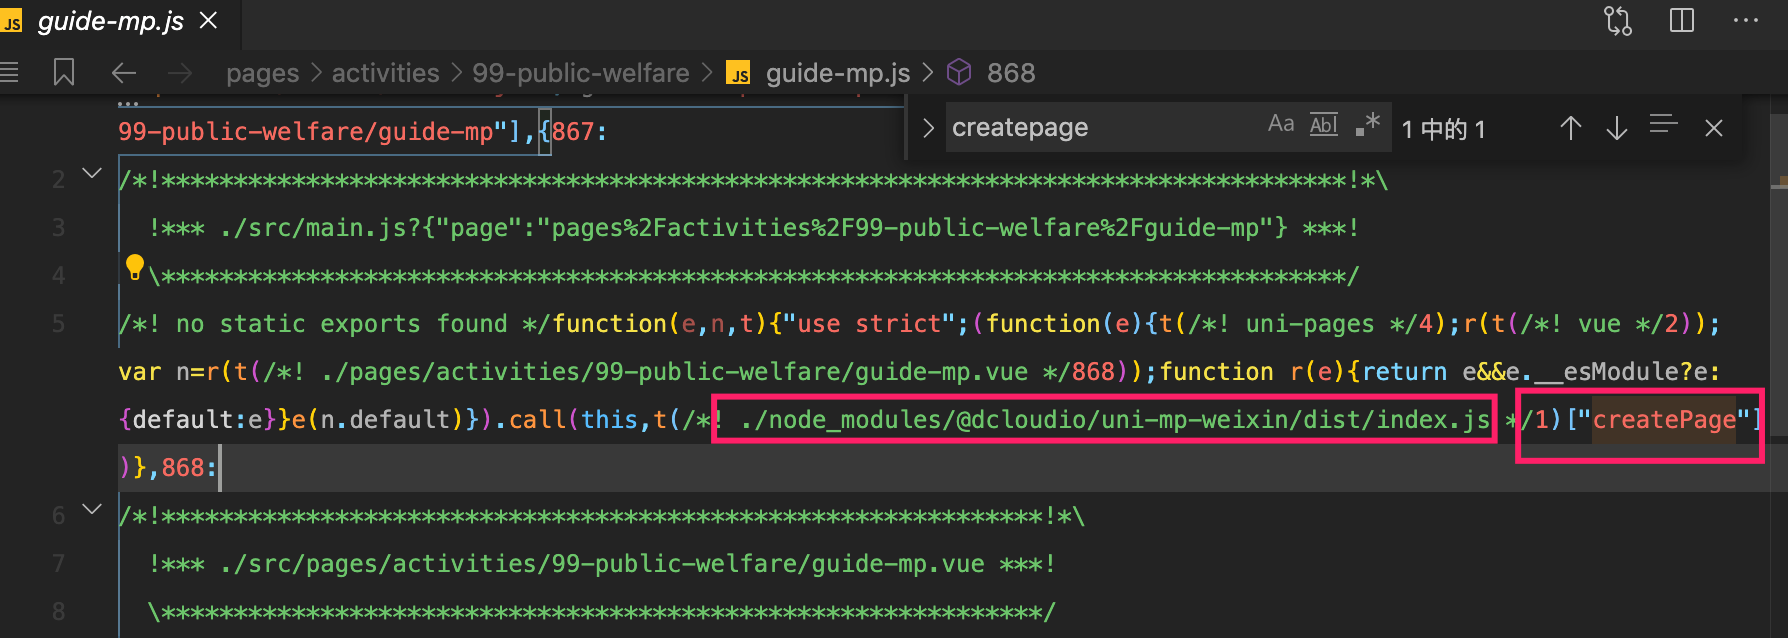 JS guide-mp.js
pages > activities > 99-public-welfare > JS guide-mp.js > 868
createpage Aa Abl .* 1 中的 1
99-public-welfare/guide-mp"],{867:
2 /*!**********************************************************************************!*\
3 !*** ./src/main.js?{"page":"pages%2Factivities%2F99-public-welfare%2Fguide-mp"} ***!
4 \**********************************************************************************/
5 /*! no static exports found */function(e,n,t){"use strict";(function(e){t(/*! uni-pages */4);r(t(/*! vue */2));
var n=r(t(/*! ./pages/activities/99-public-welfare/guide-mp.vue */868));function r(e){return e&&e.__esModule?e:
{default:e}}e(n.default)}).call(this,t(/*! ./node_modules/@dcloudio/uni-mp-weixin/dist/index.js */1)["createPage"]
)},868:
6 /*!*************************************************************!*\
7 !*** ./src/pages/activities/99-public-welfare/guide-mp.vue ***!
8 \*************************************************************/